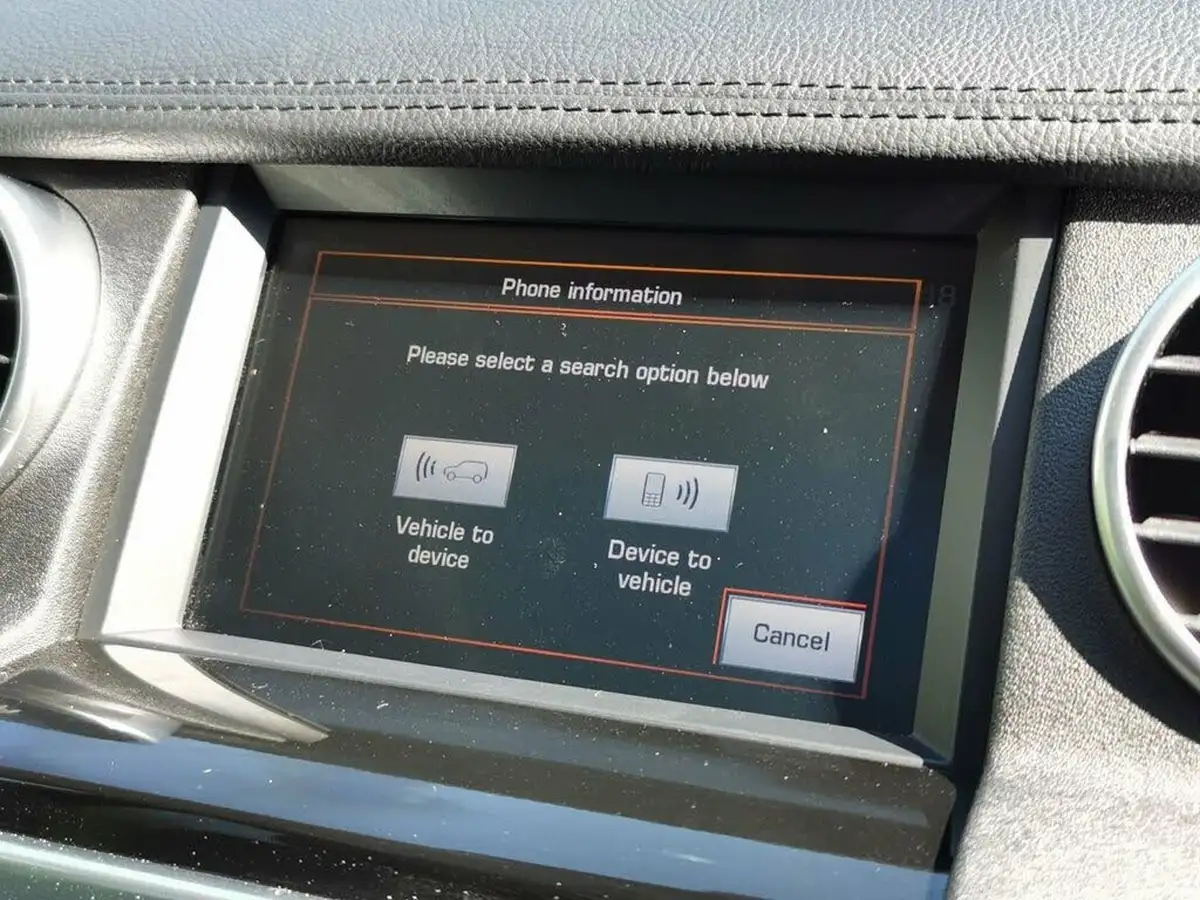 Phone information
Please select a search option below
Vehicle to
device
Device to
vehicle
Cancel